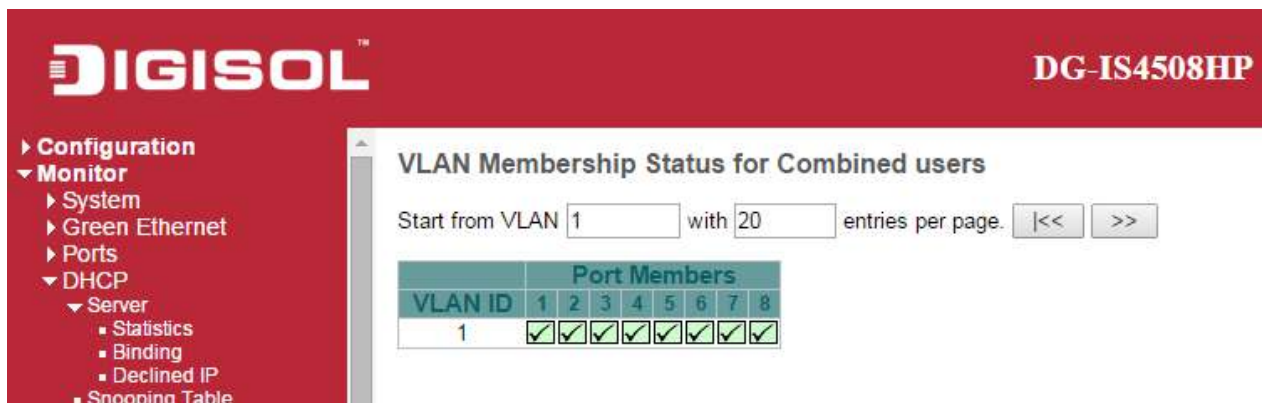 DIGISOL™
DG-IS4508HP
Configuration
Monitor
System
Green Ethernet
Ports
DHCP
Server
Statistics
Binding
Declined IP
Snooping Table
VLAN Membership Status for Combined users
Start from VLAN 1 with 20 entries per page. |<< >>
Port Members
VLAN ID 1 2 3 4 5 6 7 8
1